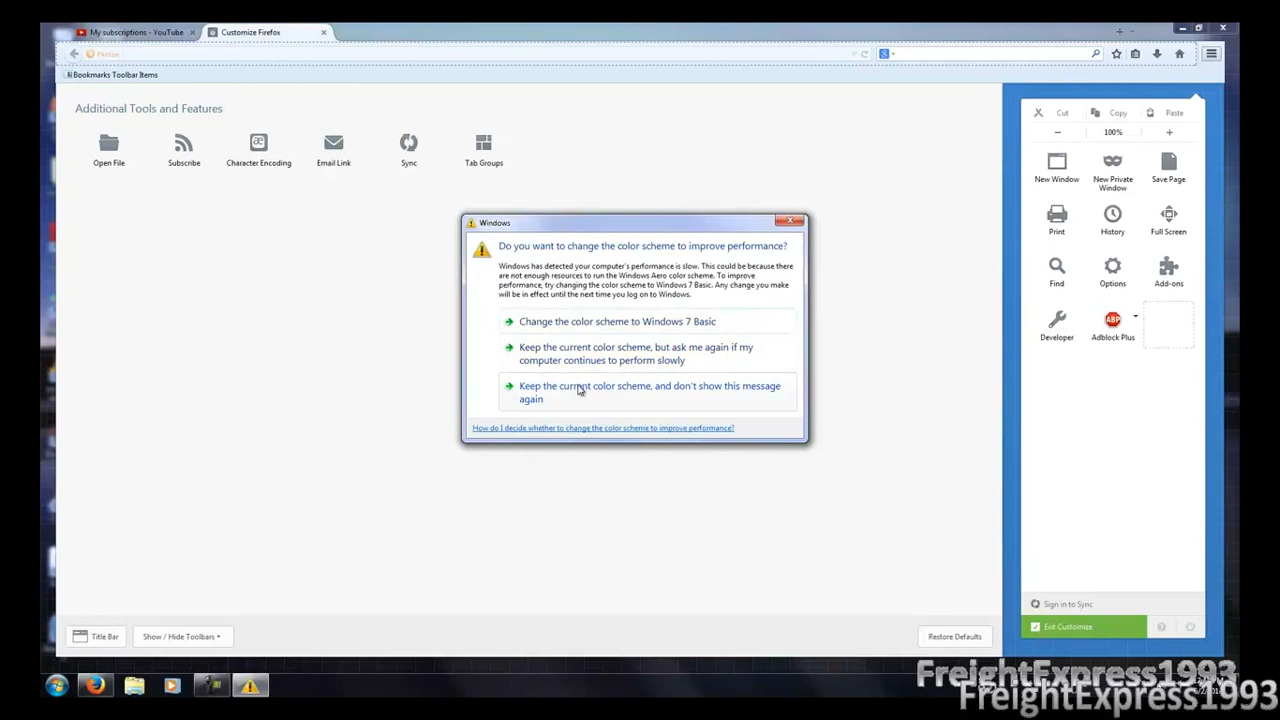 My subscriptions - YouTube
Customize Firefox
Firefox
Bookmarks Toolbar Items
Additional Tools and Features
Open File
Subscribe
Character Encoding
Email Link
Sync
Tab Groups
Cut
Copy
Paste
100%
New Window
New Private
Window
Save Page
Print
History
Full Screen
Find
Options
Add-ons
Developer
ABP
Adblock Plus
Windows
Do you want to change the color scheme to improve performance?
Windows has detected your computer's performance is slow. This could be because there
are not enough resources to run the Windows Aero color scheme. To improve
performance, try changing the color scheme to Windows 7 Basic. Any change you make
will be in effect until the next time you log on to Windows.
Change the color scheme to Windows 7 Basic
Keep the current color scheme, but ask me again if my
computer continues to perform slowly
Keep the current color scheme, and don't show this message
again
How do I decide whether to change the color scheme to improve performance?
Sign in to Sync
Exit Customize
Title Bar
Show / Hide Toolbars
Restore Defaults
FreightExpress1993
FreightExpress1993